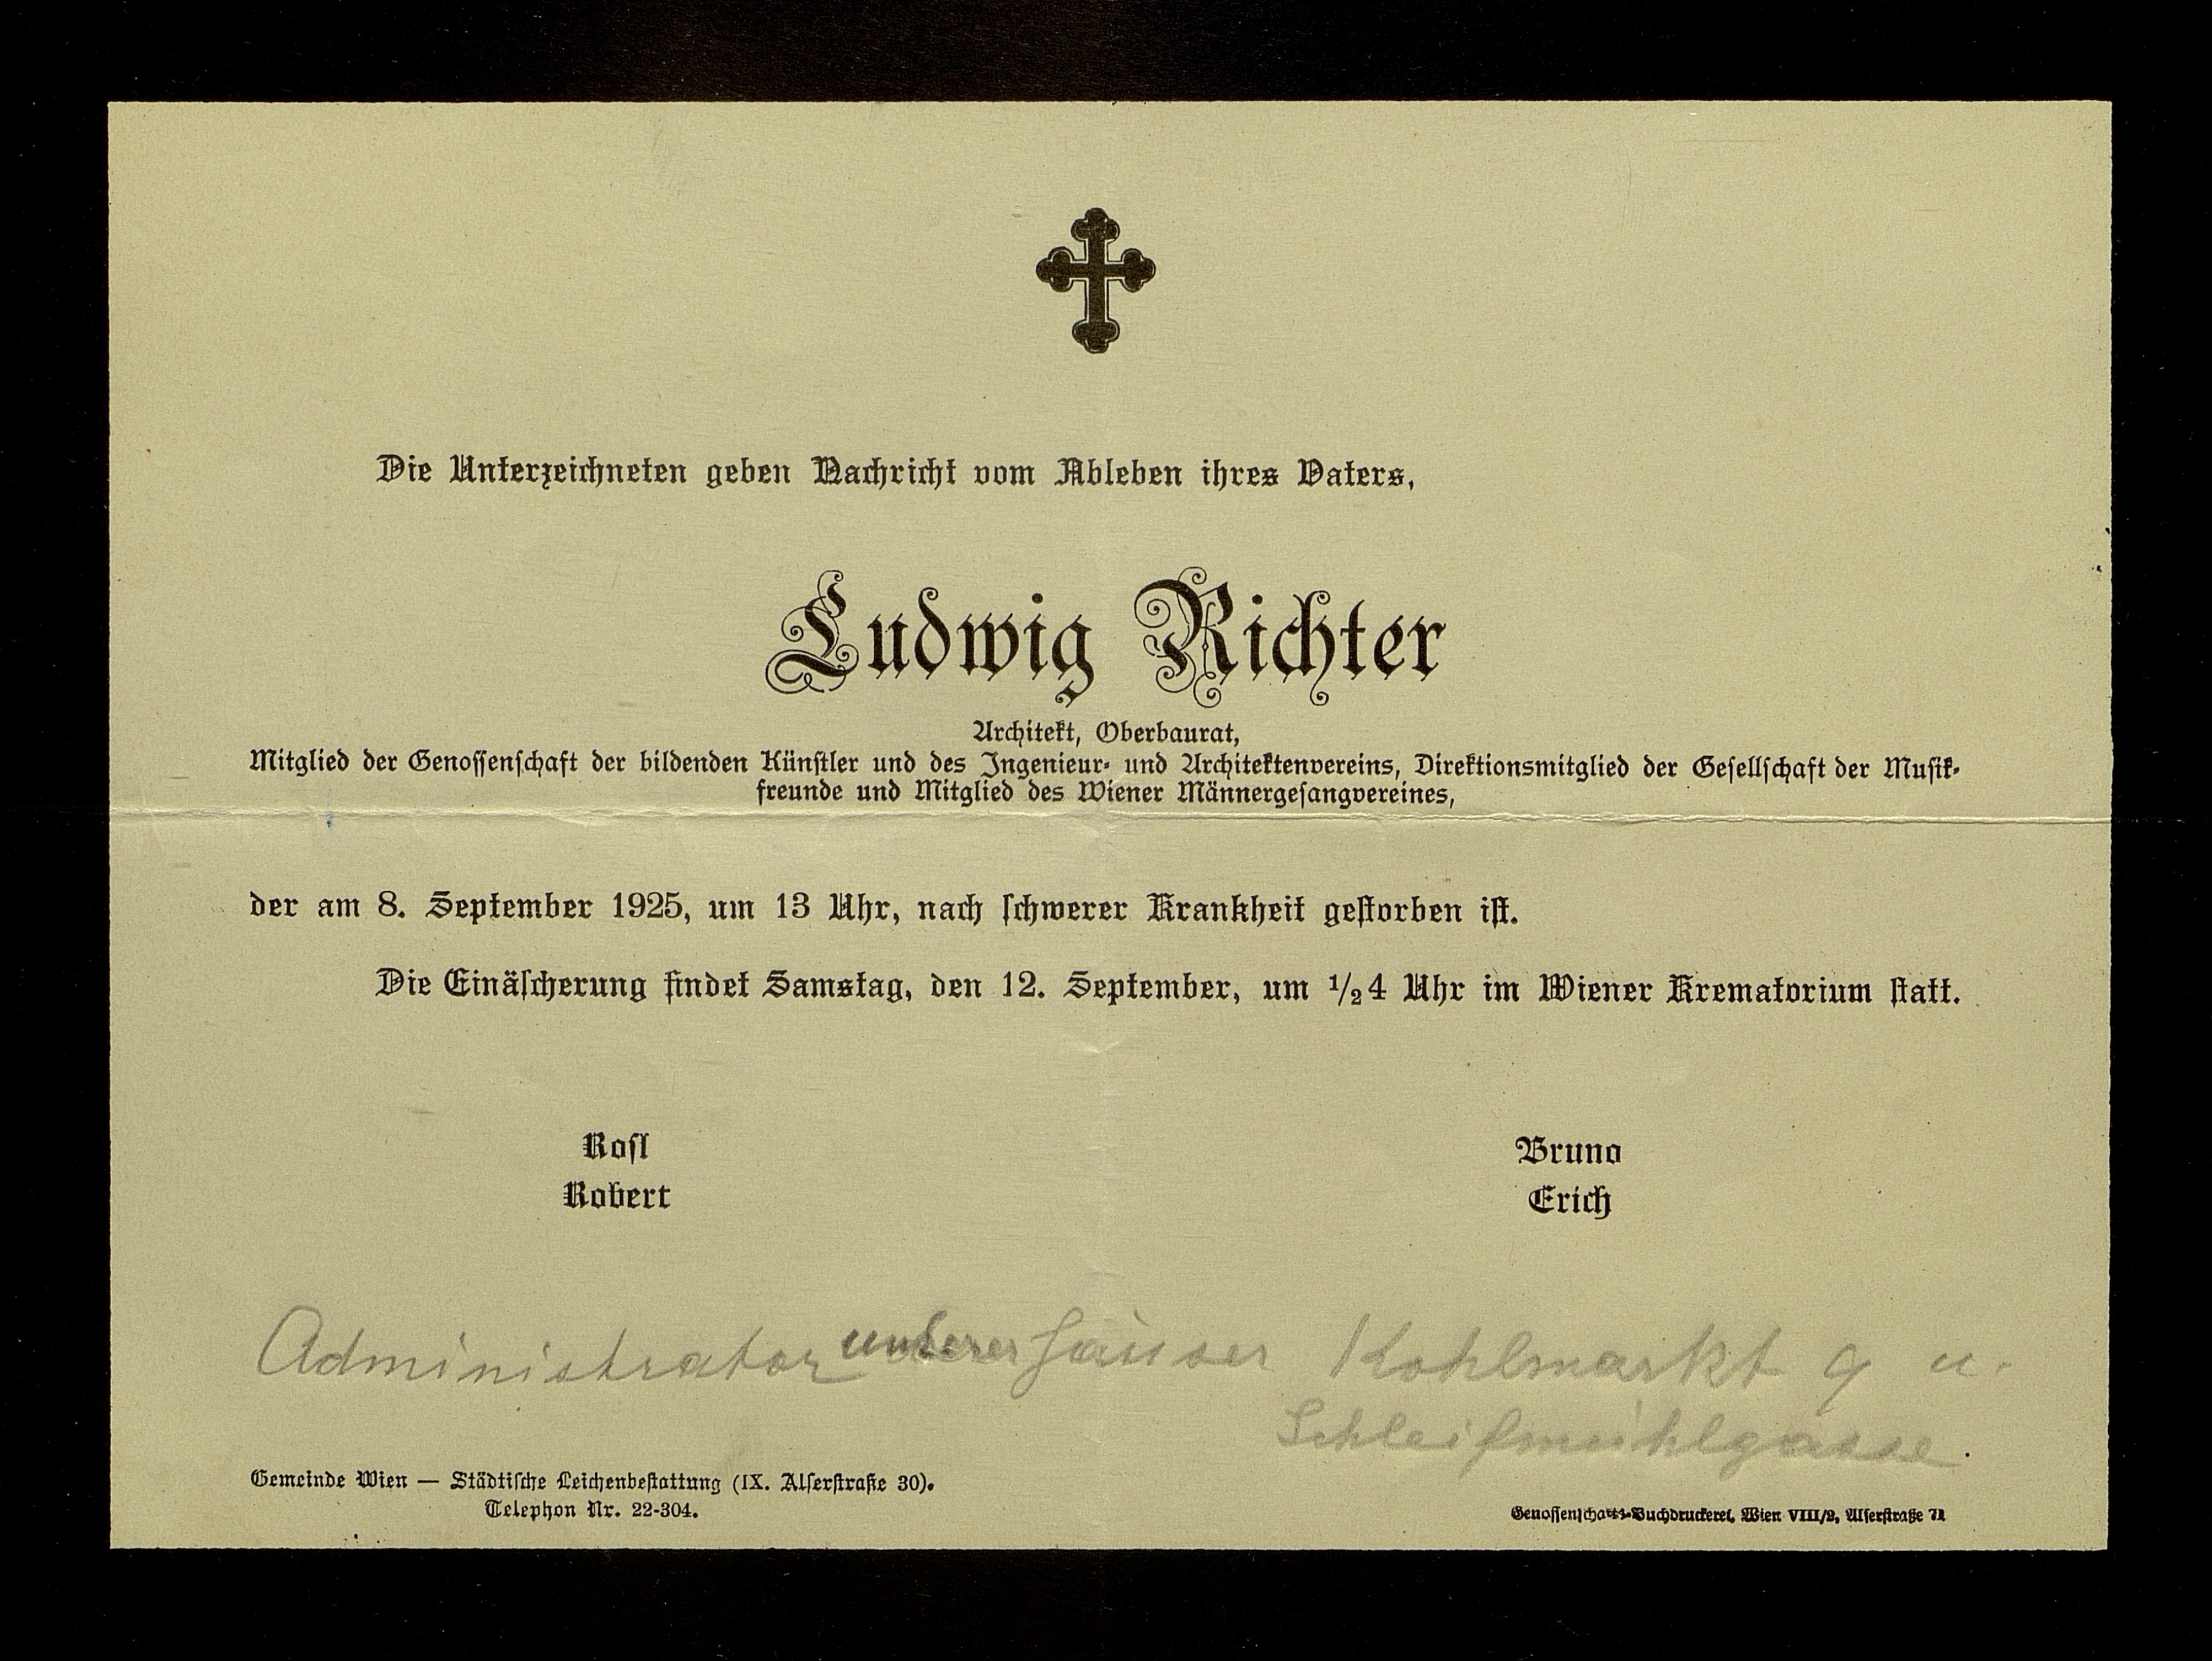 Die Unterzeichneten geben Nachricht vom Ableben ihres Vaters,
Ludwig Richter
Architekt, Oberbaurat,
Mitglied der Genossenschaft der bildenden Künstler und des Ingenieur- und Architektenvereins, Direktionsmitglied der Gesellschaft der Musik-
freunde und Mitglied des Wiener Männergesangvereines,
der am 8. September 1925, um 13 Uhr, nach schwerer Krankheit gestorben ist.
Die Einäscherung findet Samstag, den 12. September, um 1/2 4 Uhr im Wiener Krematorium statt.
Rosl
Robert
Bruno
Erich
Administrator unserer Häuser Kohlmarkt 9 u.
Schleifmühlgasse.
Gemeinde Wien — Städtische Leichenbestattung (IX. Alserstraße 30).
Telephon Nr. 22-304.
Genossenschafts-Buchdruckerei, Wien VIII/2, Alserstraße 71